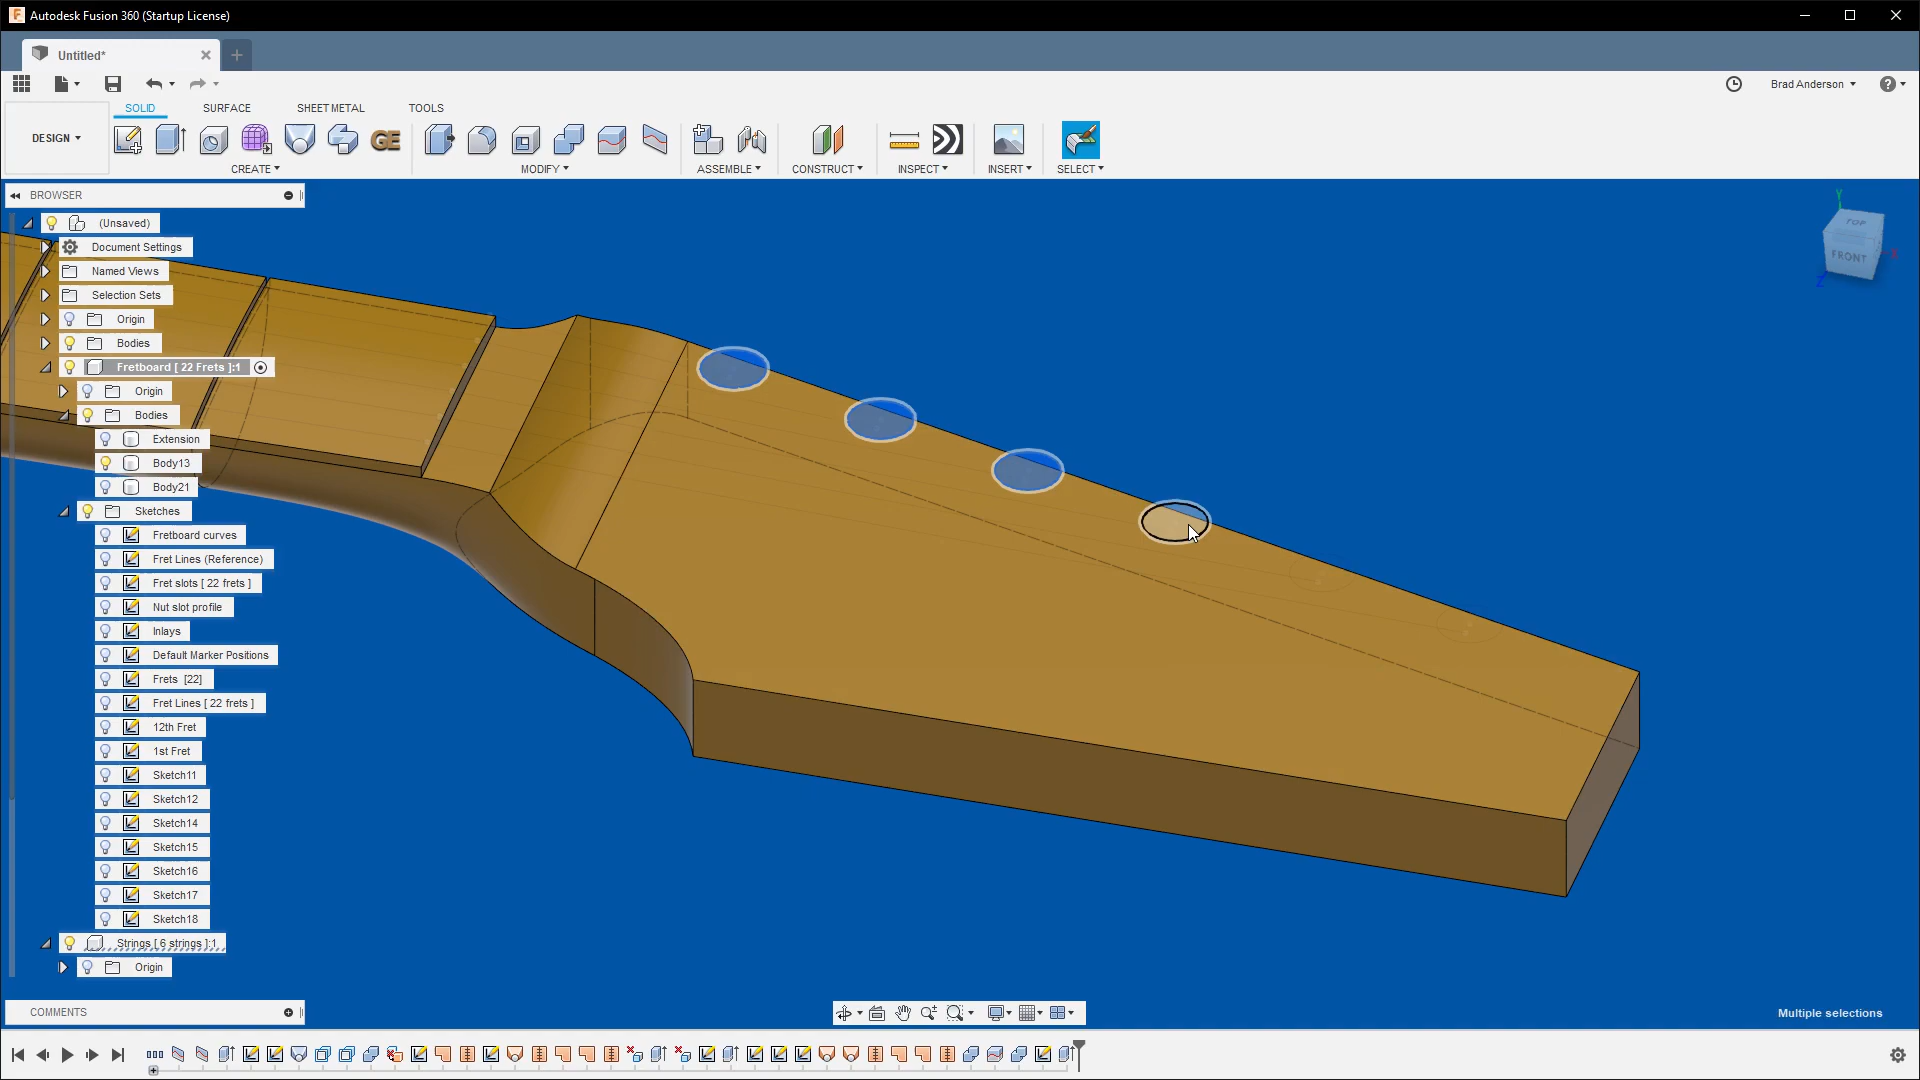 Autodesk Fusion 360 (Startup License)
Untitled*
Brad Anderson
SOLID
SURFACE
SHEET METAL
TOOLS
DESIGN
GE
CREATE
MODIFY
ASSEMBLE
CONSTRUCT
INSPECT
INSERT
SELECT
BROWSER
(Unsaved)
Document Settings
Named Views
Selection Sets
Origin
Bodies
Fretboard [ 22 Frets ]:1
Origin
Bodies
Extension
Body13
Body21
Sketches
Fretboard curves
Fret Lines (Reference)
Fret slots [ 22 frets ]
Nut slot profile
Inlays
Default Marker Positions
Frets [22]
Fret Lines [ 22 frets ]
12th Fret
1st Fret
Sketch11
Sketch12
Sketch14
Sketch15
Sketch16
Sketch17
Sketch18
Strings [ 6 strings ]:1
Origin
COMMENTS
Y
TOP
FRONT
X
Z
Multiple selections